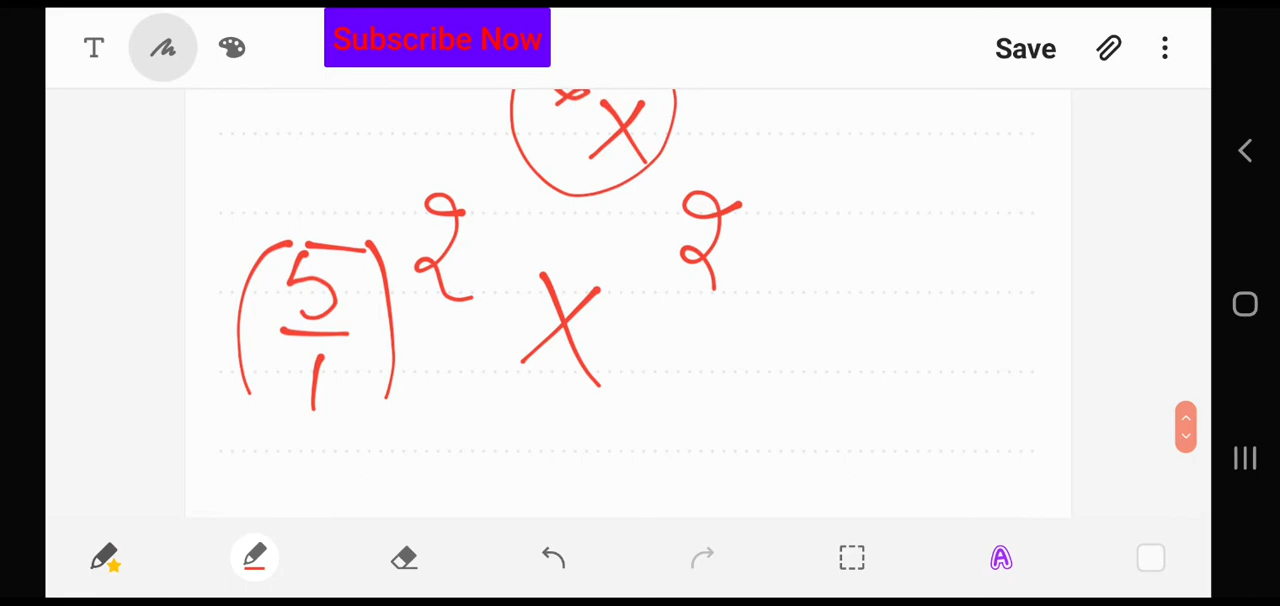 T
Subscribe Now
Save
x
(5/1)² x ²
A